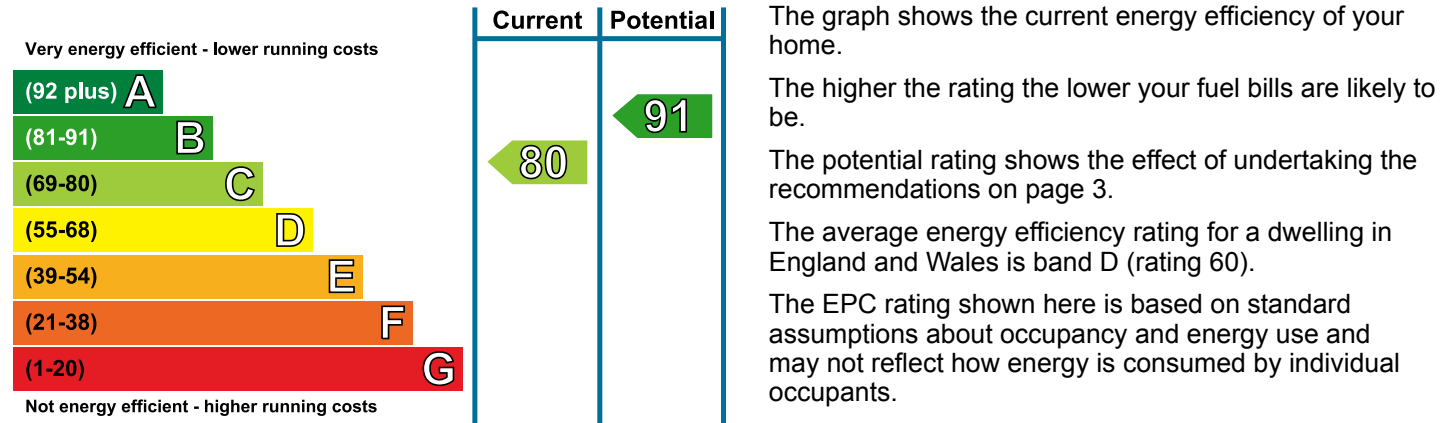 Current Potential
Very energy efficient - lower running costs
(92 plus) A
(81-91) B
(69-80) C
(55-68) D
(39-54) E
(21-38) F
(1-20) G
Not energy efficient - higher running costs
80
91
The graph shows the current energy efficiency of your
home.
The higher the rating the lower your fuel bills are likely to
be.
The potential rating shows the effect of undertaking the
recommendations on page 3.
The average energy efficiency rating for a dwelling in
England and Wales is band D (rating 60).
The EPC rating shown here is based on standard
assumptions about occupancy and energy use and
may not reflect how energy is consumed by individual
occupants.